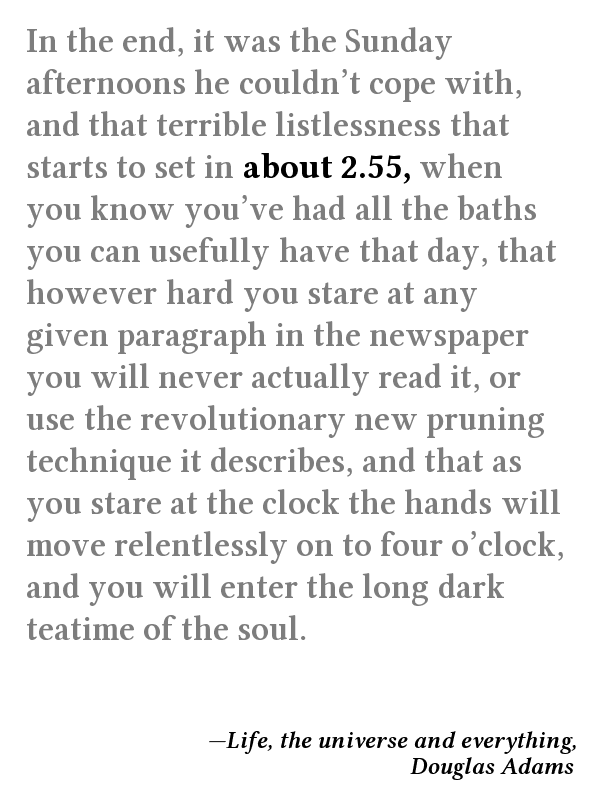 In the end, it was the Sunday
afternoons he couldn’t cope with,
and that terrible listlessness that
starts to set in about 2.55, when
you know you’ve had all the baths
you can usefully have that day, that
however hard you stare at any
given paragraph in the newspaper
you will never actually read it, or
use the revolutionary new pruning
technique it describes, and that as
you stare at the clock the hands will
move relentlessly on to four o’clock,
and you will enter the long dark
teatime of the soul.
—Life, the universe and everything,
Douglas Adams